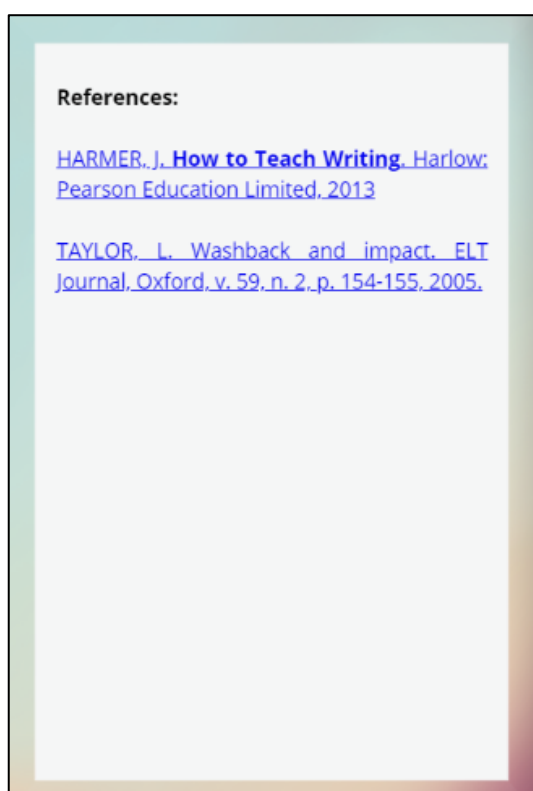 References:
HARMER, J. How to Teach Writing. Harlow:
Pearson Education Limited, 2013
TAYLOR, L. Washback and impact. ELT
Journal, Oxford, v. 59, n. 2, p. 154-155, 2005.